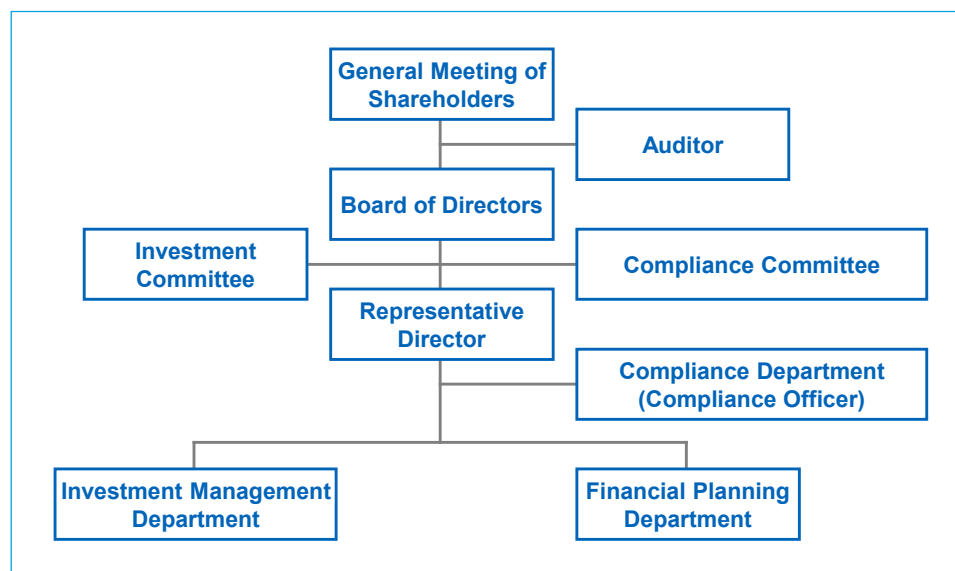 General Meeting of
Shareholders
Auditor
Board of Directors
Investment
Committee
Compliance Committee
Representative
Director
Compliance Department
(Compliance Officer)
Investment Management
Department
Financial Planning
Department